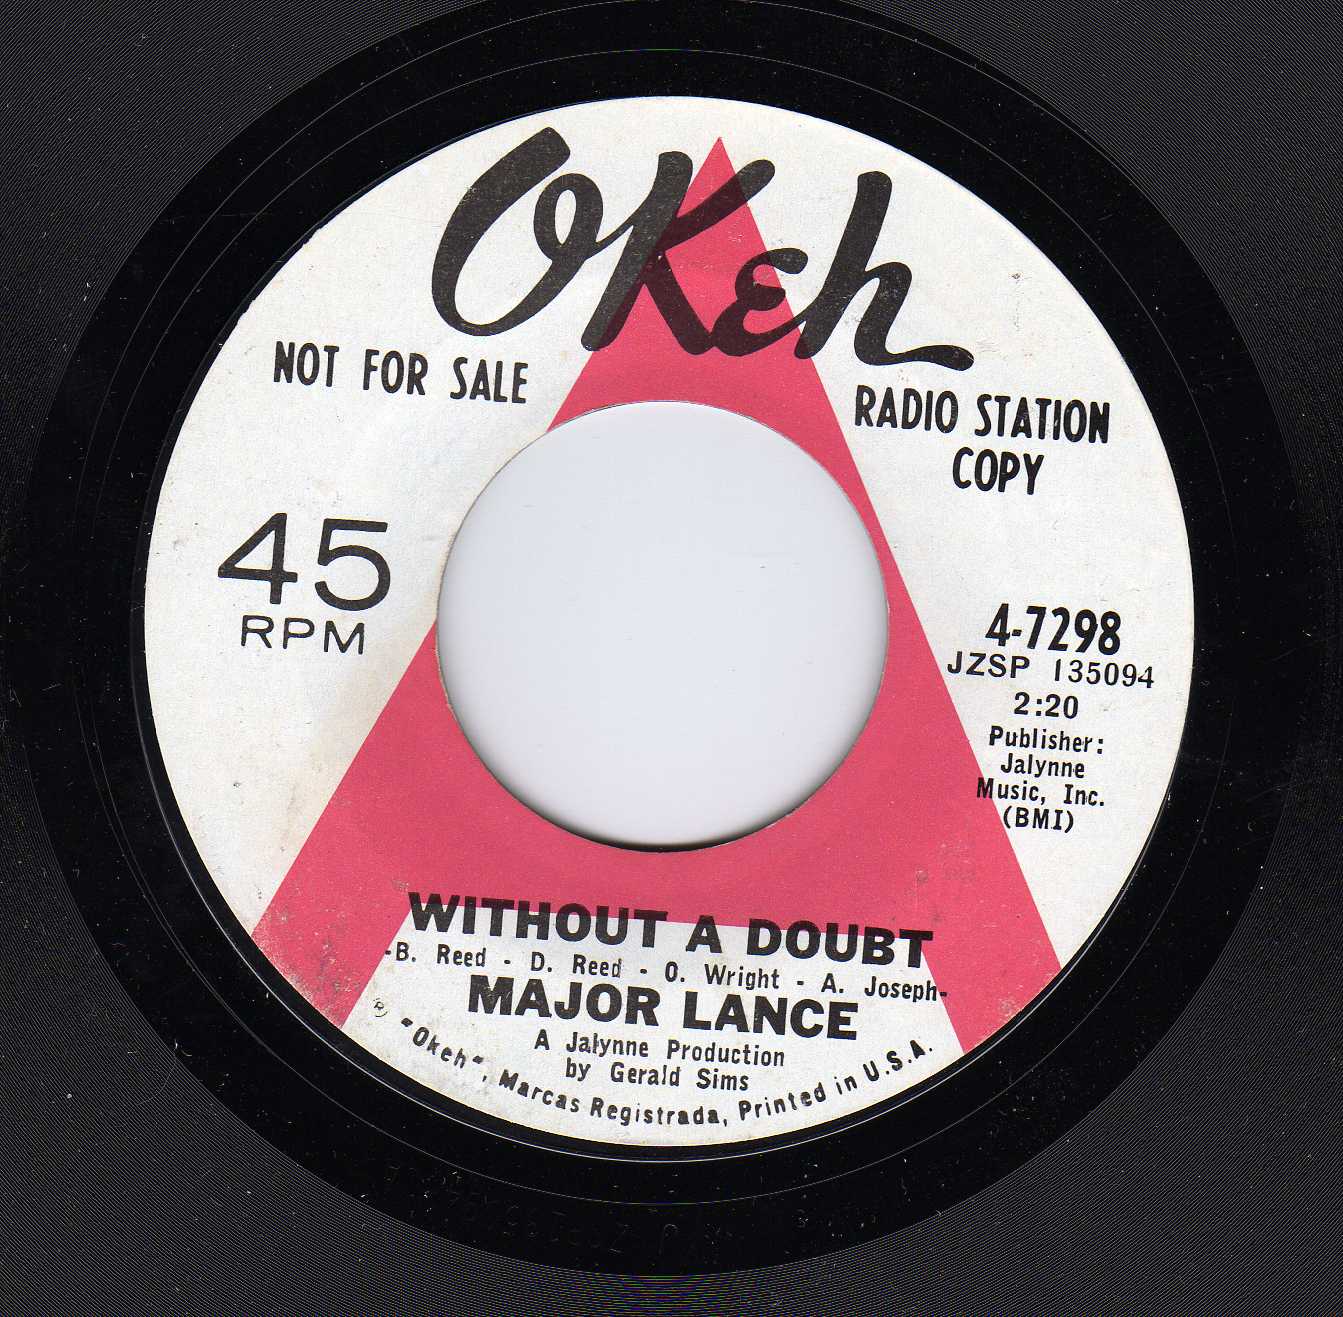 OKeh
NOT FOR SALE
RADIO STATION
COPY
45
RPM
4-7298
JZSP 135094
2:20
Publisher:
Jalynne
Music, Inc.
(BMI)
WITHOUT A DOUBT
-B. Reed - D. Reed - O. Wright - A. Joseph-
MAJOR LANCE
A Jalynne Production
by Gerald Sims
® "Okeh", Marcas Registrada, Printed in U.S.A.